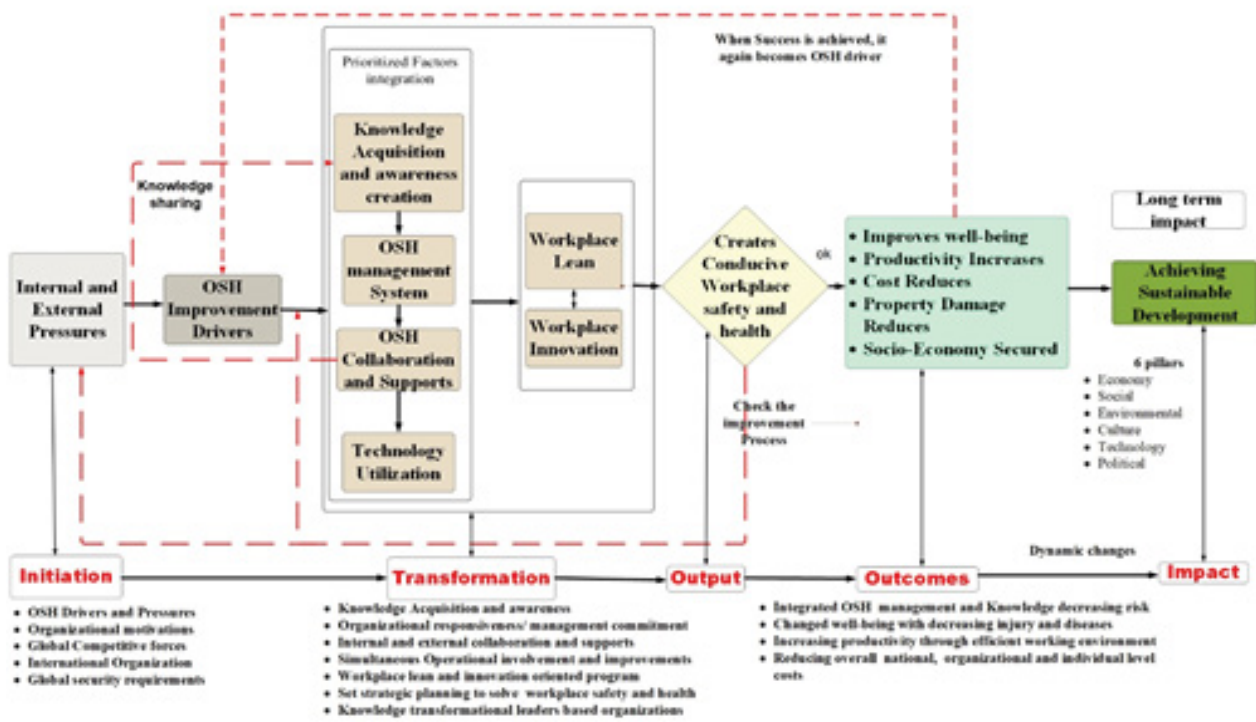 When Success is achieved, it
again becomes OSH driver
Prioritized Factors
integration
Knowledge
Acquisition
and awareness
creation
Knowledge
sharing
Long term
impact
OSH
management
System
Workplace
Lean
Creates
Conducive
Workplace
safety and
health
ok
• Improves well-being
• Productivity Increases
• Cost Reduces
• Property Damage
Reduces
• Socio-Economy Secured
Achieving
Sustainable
Development
Internal and
External
Pressures
OSH
Improvement
Drivers
OSH
Collaboration
and Supports
Workplace
Innovation
Technology
Utilization
Check the
improvement
Process
6 pillars
• Economy
• Social
• Environmental
• Culture
• Technology
• Political
Dynamic changes
Initiation
Transformation
Output
Outcomes
Impact
• OSH Drivers and Pressures
• Organizational motivations
• Global Competitive forces
• International Organization
• Global security requirements
• Knowledge Acquisition and awareness
• Organizational responsiveness/ management commitment
• Internal and external collaboration and supports
• Simultaneous Operational involvement and improvements
• Workplace lean and innovation oriented program
• Set strategic planning to solve workplace safety and health
• Knowledge transformational leaders based organizations
• Integrated OSH management and Knowledge decreasing risk
• Changed well-being with decreasing injury and diseases
• Increasing productivity through efficient working environment
• Reducing overall national, organizational and individual level
costs